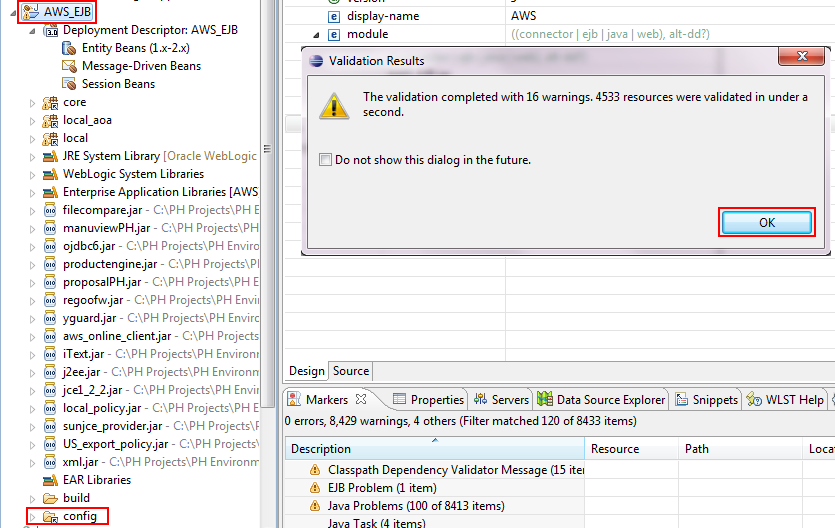 AWS_EJB
Deployment Descriptor: AWS_EJB
Entity Beans (1.x-2.x)
Message-Driven Beans
Session Beans
core
local_aoa
local
JRE System Library [Oracle WebLogic
WebLogic System Libraries
Enterprise Application Libraries [AWS
filecompare.jar - C:\PH Projects\PH E
manuviewPH.jar - C:\PH Projects\PH
ojdbc6.jar - C:\PH Projects\PH Enviro
productengine.jar - C:\PH Projects\P
proposalPH.jar - C:\PH Projects\PH E
regoofw.jar - C:\PH Projects\PH Envi
yguard.jar - C:\PH Projects\PH Enviro
aws_online_client.jar - C:\PH Project
iText.jar - C:\PH Projects\PH Environm
j2ee.jar - C:\PH Projects\PH Environm
jce1_2_2.jar - C:\PH Projects\PH Envir
local_policy.jar - C:\PH Projects\PH E
sunjce_provider.jar - C:\PH Projects\
US_export_policy.jar - C:\PH Projects
xml.jar - C:\PH Projects\PH Environm
EAR Libraries
build
config
display-name AWS
module ((connector | ejb | java | web), alt-dd?)
Validation Results
The validation completed with 16 warnings. 4533 resources were validated in under a
second.
Do not show this dialog in the future.
OK
Design Source
Markers Properties Servers Data Source Explorer Snippets WLST Help
0 errors, 8,429 warnings, 4 others (Filter matched 120 of 8433 items)
Description Resource Path Locat
Classpath Dependency Validator Message (15 iter
EJB Problem (1 item)
Java Problems (100 of 8413 items)
Java Task (4 items)